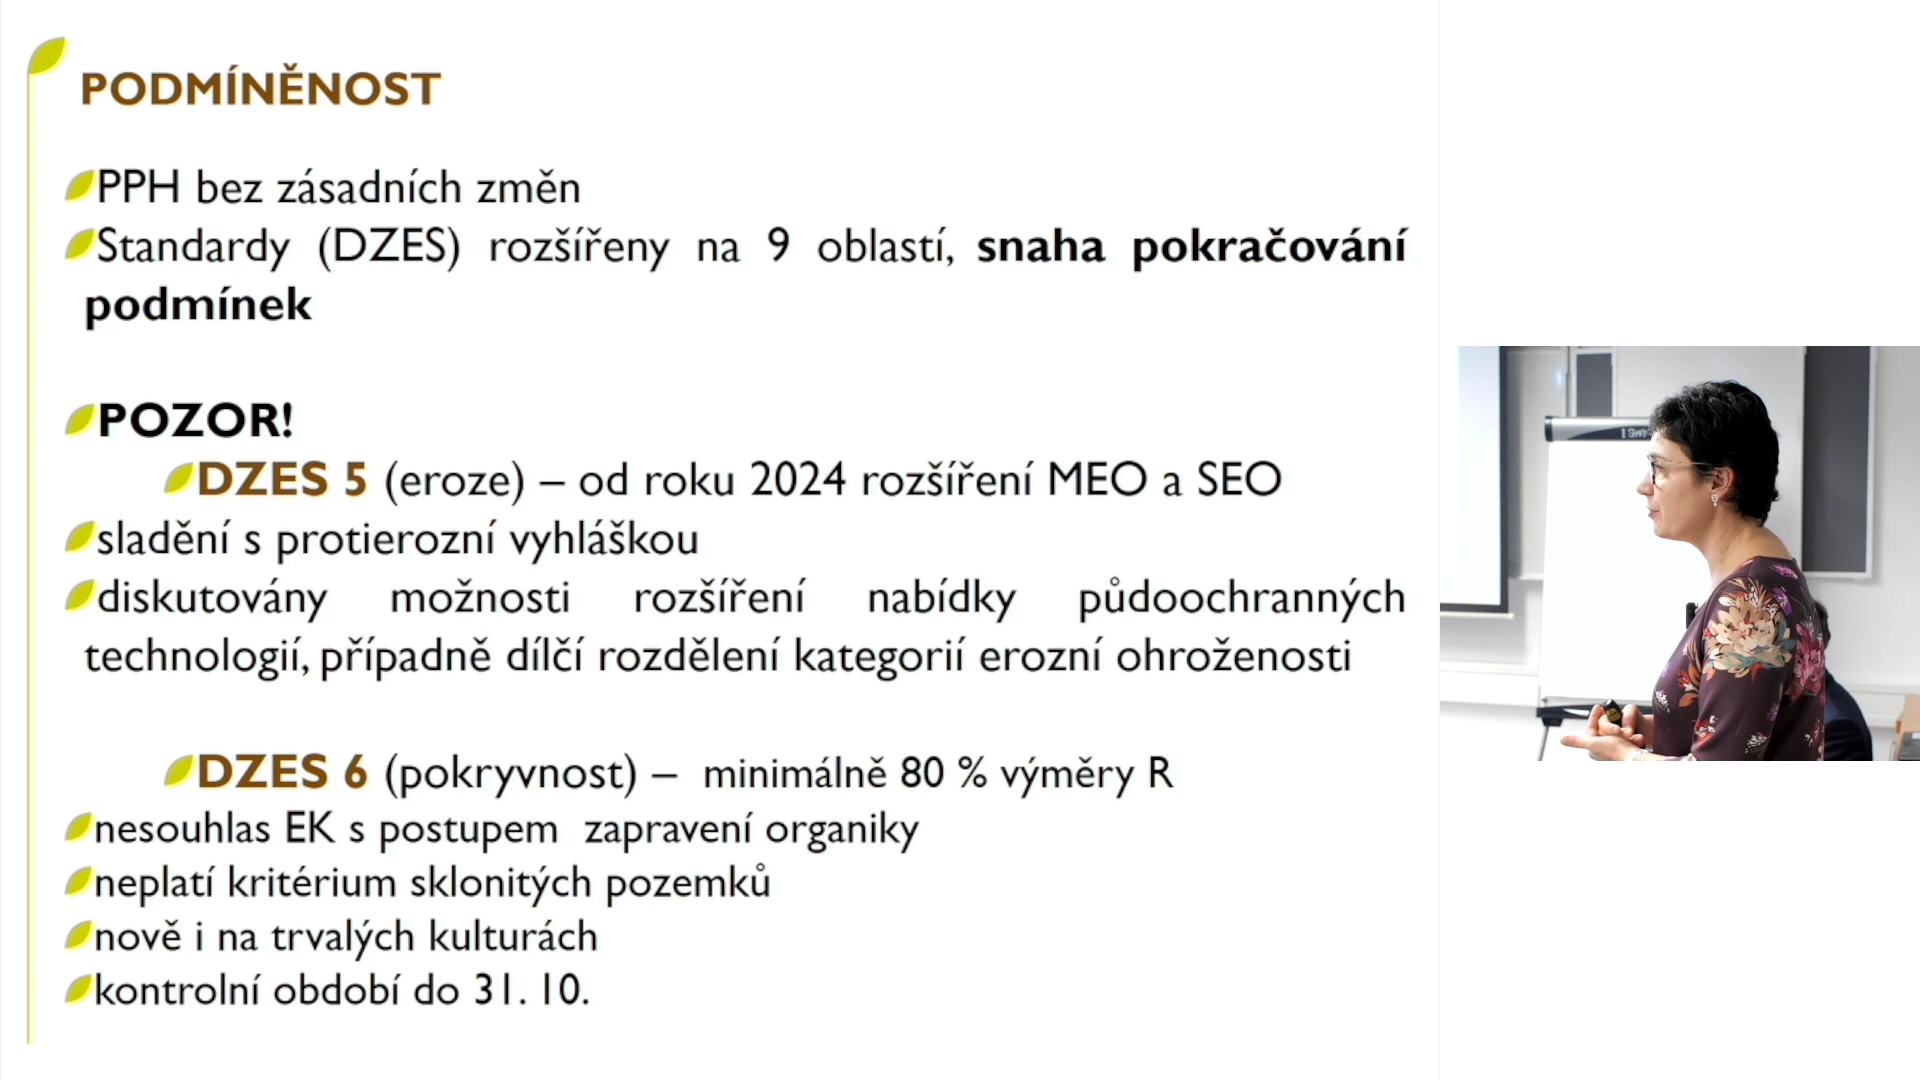 PODMÍNĚNOST
PPH bez zásadních změn
Standardy (DZES) rozšířeny na 9 oblastí, snaha pokračování
podmínek
POZOR!
DZES 5 (eroze) – od roku 2024 rozšíření MEO a SEO
sladění s protierozní vyhláškou
diskutovány možnosti rozšíření nabídky půdoochranných
technologií, případně dílčí rozdělení kategorií erozní ohroženosti
DZES 6 (pokryvnost) – minimálně 80 % výměry R
nesouhlas EK s postupem zapravení organiky
neplatí kritérium sklonitých pozemků
nově i na trvalých kulturách
kontrolní období do 31. 10.